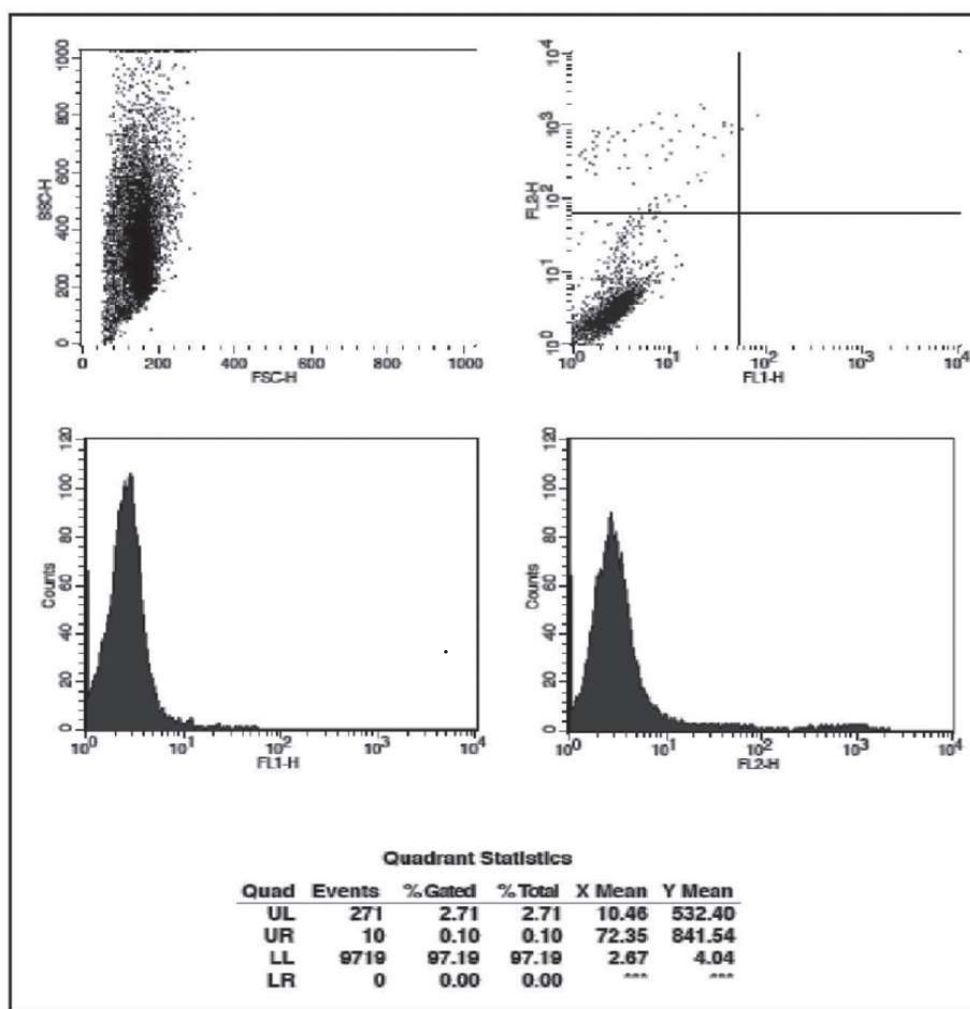 1000
800
600
400
200
0
SSC-H
0 200 400 600 800 1000
FSC-H
10^4
10^3
10^2
10^1
10^0
FL2-H
10^0 10^1 10^2 10^3 10^4
FL1-H
120
100
80
60
40
20
0
Counts
10^0 10^1 10^2 10^3 10^4
FL1-H
120
100
80
60
40
20
0
Counts
10^0 10^1 10^2 10^3 10^4
FL2-H
Quadrant Statistics
Quad Events % Gated % Total X Mean Y Mean
UL 271 2.71 2.71 10.46 532.40
UR 10 0.10 0.10 72.35 841.54
LL 9719 97.19 97.19 2.67 4.04
LR 0 0.00 0.00 *** ***